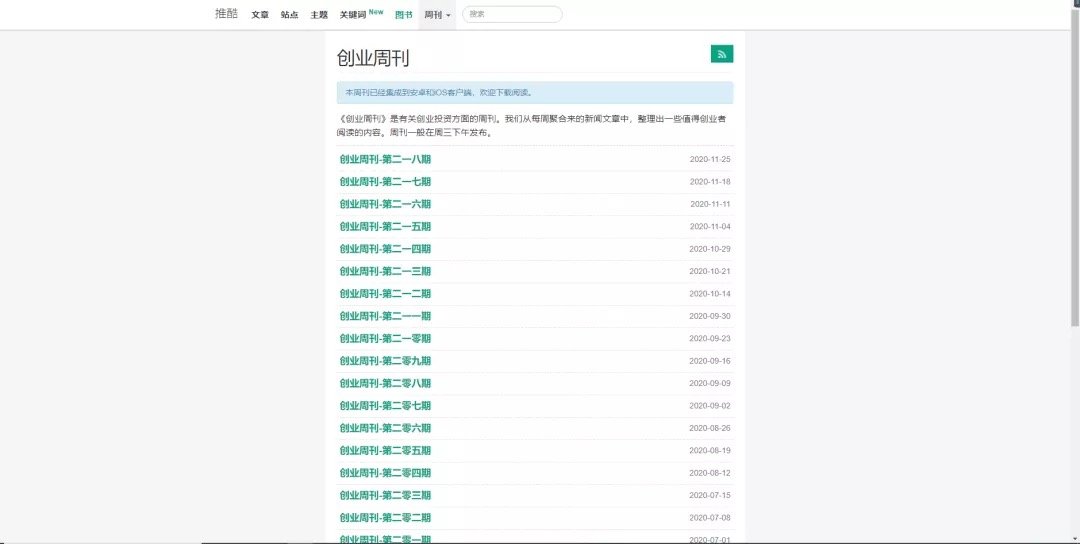 推酷 文章 站点 主题 关键词 New 图书 周刊 搜索
创业周刊
本周刊已经集成到安卓和iOS客户端，欢迎下载阅读。
《创业周刊》是有关创业投资方面的周刊。我们从每周聚合来的新闻文章中，整理出一些值得创业者
阅读的内容。周刊一般在周三下午发布。
创业周刊-第二一八期 2020-11-25
创业周刊-第二一七期 2020-11-18
创业周刊-第二一六期 2020-11-11
创业周刊-第二一五期 2020-11-04
创业周刊-第二一四期 2020-10-29
创业周刊-第二一三期 2020-10-21
创业周刊-第二一二期 2020-10-14
创业周刊-第二一一期 2020-09-30
创业周刊-第二一零期 2020-09-23
创业周刊-第二零九期 2020-09-16
创业周刊-第二零八期 2020-09-09
创业周刊-第二零七期 2020-09-02
创业周刊-第二零六期 2020-08-26
创业周刊-第二零五期 2020-08-19
创业周刊-第二零四期 2020-08-12
创业周刊-第二零三期 2020-07-15
创业周刊-第二零二期 2020-07-08
创业周刊-第二零一期 2020-07-01